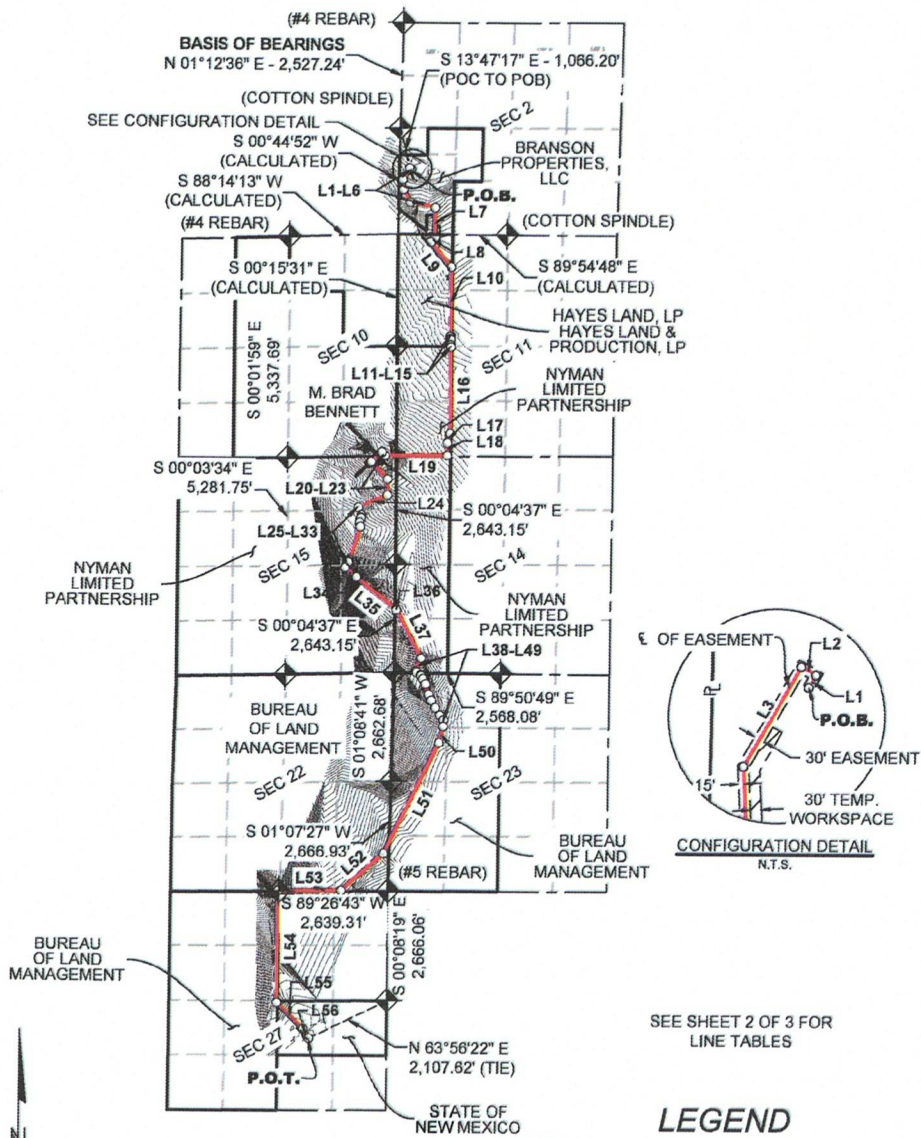 (#4 REBAR)
BASIS OF BEARINGS
N 01°12'36" E - 2,527.24'
S 13°47'17" E - 1,066.20'
(POC TO POB)
(COTTON SPINDLE)
SEC 2
SEE CONFIGURATION DETAIL
S 00°44'52" W
(CALCULATED)
BRANSON
PROPERTIES,
LLC
S 88°14'13" W
(CALCULATED)
L1-L6
P.O.B.
L7
(#4 REBAR)
(COTTON SPINDLE)
L8
L9
S 00°15'31" E
(CALCULATED)
S 89°54'48" E
(CALCULATED)
L10
HAYES LAND, LP
HAYES LAND &
PRODUCTION, LP
SEC 10
SEC 11
S 00°01'59" E
5,337.69'
L11-L15
L16
M. BRAD
BENNETT
NYMAN
LIMITED
PARTNERSHIP
L17
L18
L19
S 00°03'34" E
5,281.75'
L20-L23
L24
S 00°04'37" E
2,643.15'
L25-L33
SEC 15
SEC 14
NYMAN
LIMITED
PARTNERSHIP
L34
L35
L36
NYMAN
LIMITED
PARTNERSHIP
S 00°04'37" E
2,643.15'
L37
L38-L49
S 89°50'49" E
2,568.08'
BUREAU
OF LAND
MANAGEMENT
S 01°08'41" W
2,662.68'
L50
SEC 22
SEC 23
L51
S 01°07'27" W
2,666.93'
L52
BUREAU
OF LAND
MANAGEMENT
L53
(#5 REBAR)
S 89°26'43" W
2,639.31'
L54
S 00°08'19" E
2,666.06'
BUREAU
OF LAND
MANAGEMENT
L55
L56
SEC 27
N 63°56'22" E
2,107.62' (TIE)
P.O.T.
STATE OF
NEW MEXICO
N
℄ OF EASEMENT
L2
L1
P.O.B.
L3
PL
30' EASEMENT
15'
30' TEMP.
WORKSPACE
CONFIGURATION DETAIL
N.T.S.
SEE SHEET 2 OF 3 FOR
LINE TABLES
LEGEND